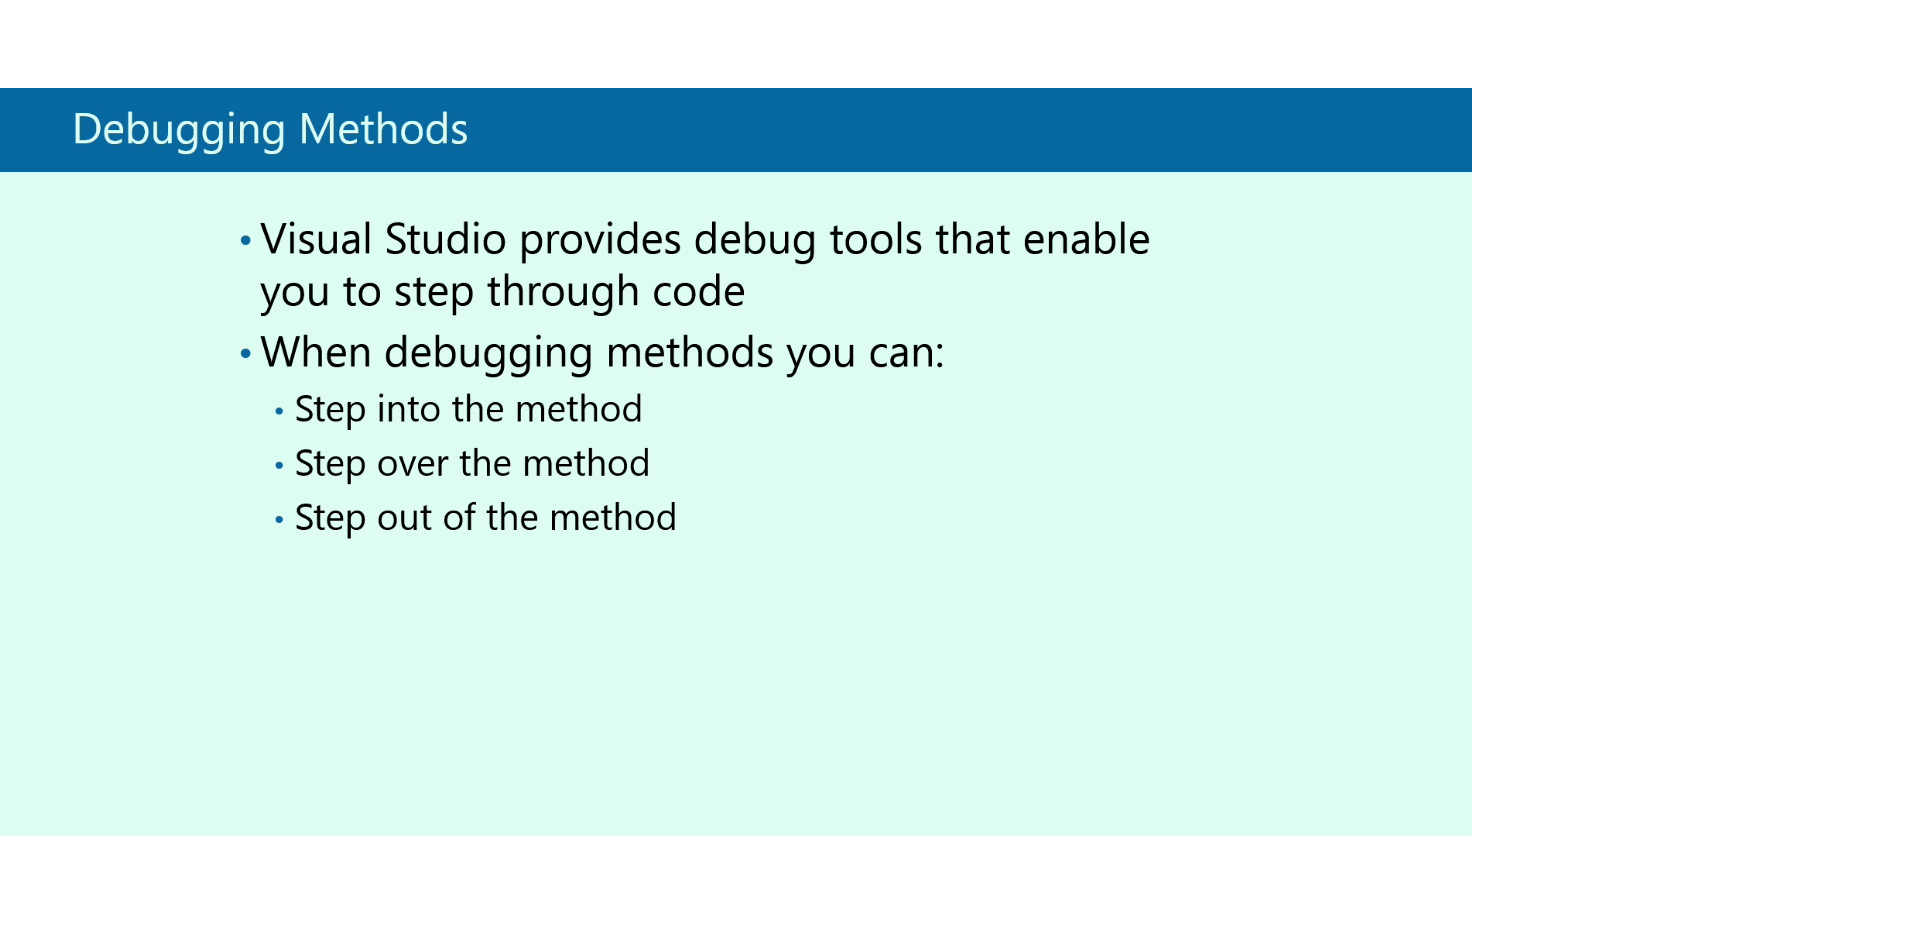 Debugging Methods
• Visual Studio provides debug tools that enable
you to step through code
• When debugging methods you can:
• Step into the method
• Step over the method
• Step out of the method